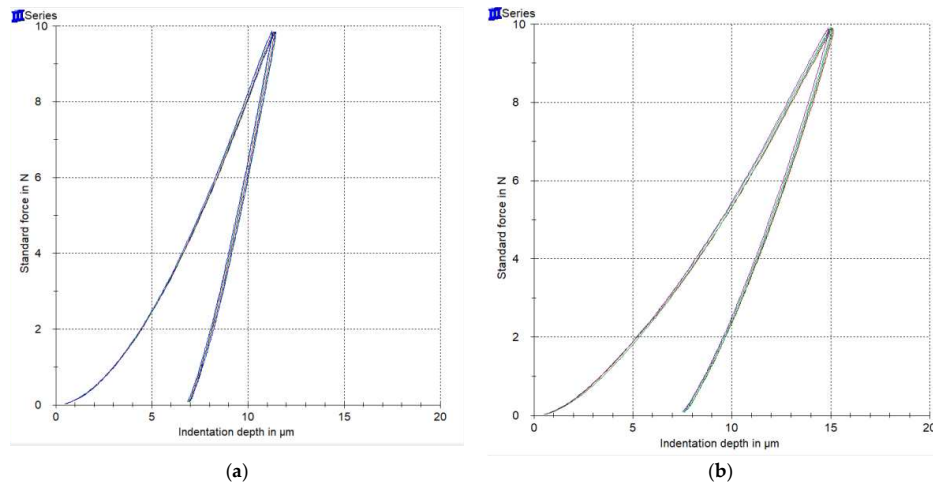 Series
10
8
6
4
2
0
0 5 10 15 20
Standard force in N
Indentation depth in µm
(a)
Series
10
8
6
4
2
0
0 5 10 15 20
Standard force in N
Indentation depth in µm
(b)